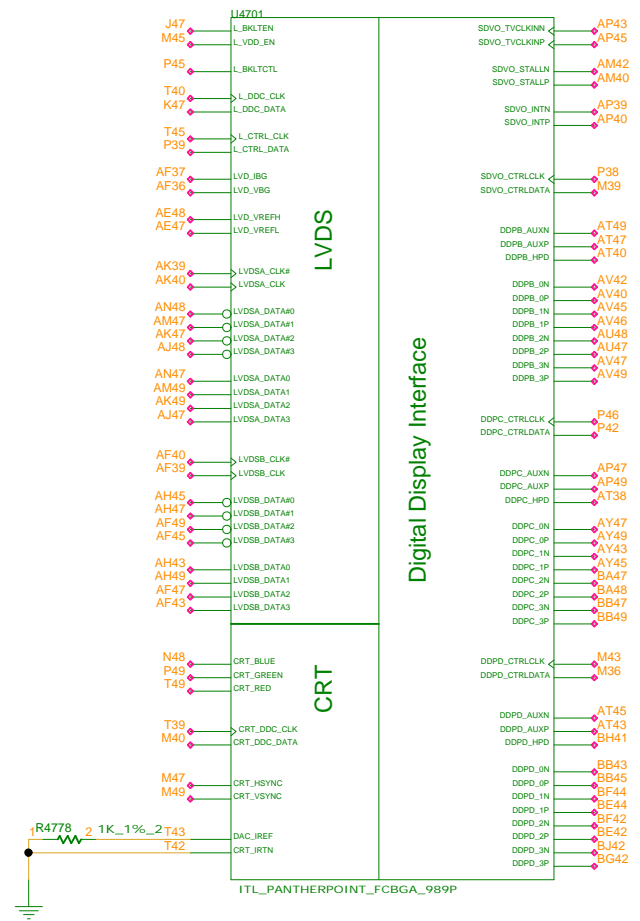 U4701
J47 L_BKLTEN SDVO_TVCLKINN AP43
M45 L_VDD_EN SDVO_TVCLKINP AP45
P45 L_BKLTCTL SDVO_STALLN AM42
SDVO_STALLP AM40
T40 L_DDC_CLK
K47 L_DDC_DATA SDVO_INTN AP39
SDVO_INTP AP40
T45 L_CTRL_CLK
P39 L_CTRL_DATA
AF37 LVD_IBG SDVO_CTRLCLK P38
AF36 LVD_VBG SDVO_CTRLDATA M39
AE48 LVD_VREFH
AE47 LVD_VREFL DDPB_AUXN AT49
DDPB_AUXP AT47
DDPB_HPD AT40
LVDS
AK39 LVDSA_CLK#
AK40 LVDSA_CLK DDPB_0N AV42
DDPB_0P AV40
AN48 LVDSA_DATA#0 DDPB_1N AV45
AM47 LVDSA_DATA#1 DDPB_1P AV46
AK47 LVDSA_DATA#2 DDPB_2N AU48
AJ48 LVDSA_DATA#3 DDPB_2P AU47
DDPB_3N AV47
AN47 LVDSA_DATA0 DDPB_3P AV49
AM49 LVDSA_DATA1
AK49 LVDSA_DATA2
AJ47 LVDSA_DATA3 DDPC_CTRLCLK P46
DDPC_CTRLDATA P42
Digital Display Interface
AF40 LVDSB_CLK#
AF39 LVDSB_CLK DDPC_AUXN AP47
DDPC_AUXP AP49
AH45 LVDSB_DATA#0 DDPC_HPD AT38
AH47 LVDSB_DATA#1
AF49 LVDSB_DATA#2 DDPC_0N AY47
AF45 LVDSB_DATA#3 DDPC_0P AY49
DDPC_1N AY43
AH43 LVDSB_DATA0 DDPC_1P AY45
AH49 LVDSB_DATA1 DDPC_2N BA47
AF47 LVDSB_DATA2 DDPC_2P BA48
AF43 LVDSB_DATA3 DDPC_3N BB47
DDPC_3P BB49
N48 CRT_BLUE DDPD_CTRLCLK M43
P49 CRT_GREEN DDPD_CTRLDATA M36
T49 CRT_RED
CRT
DDPD_AUXN AT45
T39 CRT_DDC_CLK DDPD_AUXP AT43
M40 CRT_DDC_DATA DDPD_HPD BH41
DDPD_0N BB43
M47 CRT_HSYNC DDPD_0P BB45
M49 CRT_VSYNC DDPD_1N BF44
DDPD_1P BE44
DDPD_2N BF42
1 R4778 2 1K_1%_2 T43 DAC_IREF DDPD_2P BE42
T42 CRT_IRTN DDPD_3N BJ42
DDPD_3P BG42
ITL_PANTHERPOINT_FCBGA_989P